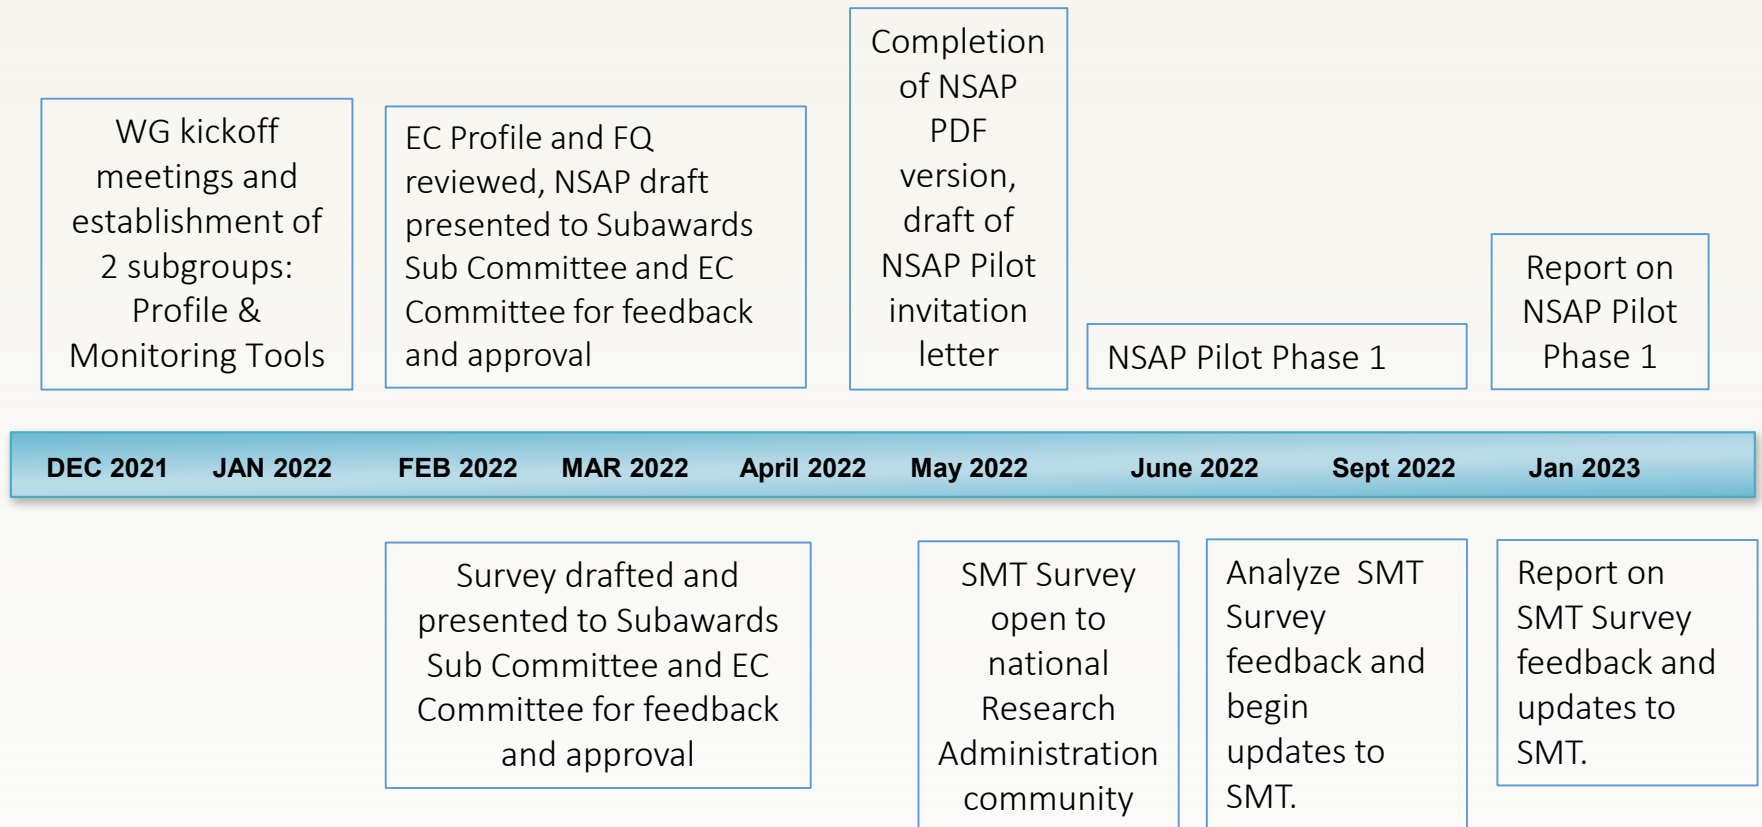 WG kickoff
meetings and
establishment of
2 subgroups:
Profile &
Monitoring Tools
EC Profile and FQ
reviewed, NSAP draft
presented to Subawards
Sub Committee and EC
Committee for feedback
and approval
Completion
of NSAP
PDF
version,
draft of
NSAP Pilot
invitation
letter
NSAP Pilot Phase 1
Report on
NSAP Pilot
Phase 1
DEC 2021 JAN 2022 FEB 2022 MAR 2022 April 2022 May 2022 June 2022 Sept 2022 Jan 2023
Survey drafted and
presented to Subawards
Sub Committee and EC
Committee for feedback
and approval
SMT Survey
open to
national
Research
Administration
community
Analyze SMT
Survey
feedback and
begin
updates to
SMT.
Report on
SMT Survey
feedback and
updates to
SMT.